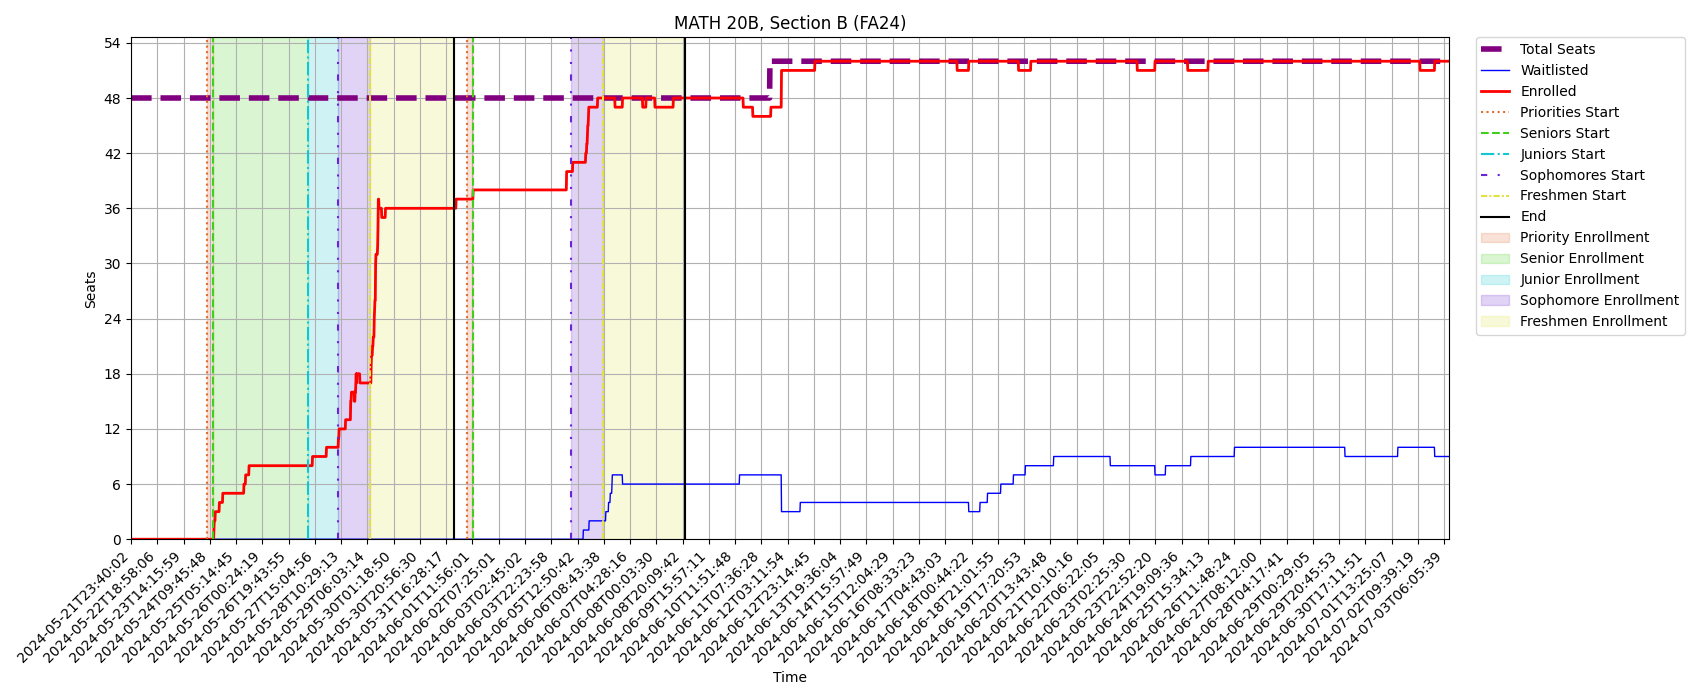 MATH 20B, Section B (FA24)
54
48
42
36
30
24
18
12
6
0
Seats
2024-05-21T23:40:02
2024-05-22T18:58:06
2024-05-23T14:15:59
2024-05-24T09:45:48
2024-05-25T05:14:45
2024-05-26T00:24:19
2024-05-26T19:43:55
2024-05-27T15:04:56
2024-05-28T10:29:13
2024-05-29T06:03:14
2024-05-30T01:18:50
2024-05-30T20:56:30
2024-05-31T16:28:17
2024-06-01T11:56:01
2024-06-02T07:25:01
2024-06-03T02:45:02
2024-06-03T22:23:58
2024-06-05T12:50:42
2024-06-06T08:43:38
2024-06-07T04:28:16
2024-06-08T00:03:30
2024-06-08T20:09:42
2024-06-09T15:57:11
2024-06-10T11:51:48
2024-06-11T07:36:28
2024-06-12T03:11:54
2024-06-12T23:14:45
2024-06-13T19:36:04
2024-06-14T15:57:49
2024-06-15T12:04:29
2024-06-16T08:33:23
2024-06-17T04:43:03
2024-06-18T00:44:22
2024-06-18T21:01:55
2024-06-19T17:20:53
2024-06-20T13:43:48
2024-06-21T10:10:16
2024-06-22T06:22:05
2024-06-23T02:25:30
2024-06-23T22:52:20
2024-06-24T19:09:36
2024-06-25T15:34:13
2024-06-26T11:48:24
2024-06-27T08:12:00
2024-06-28T04:17:41
2024-06-29T00:29:05
2024-06-29T20:45:53
2024-06-30T17:11:51
2024-07-01T13:25:07
2024-07-02T09:39:19
2024-07-03T06:05:39
Time
Total Seats
Waitlisted
Enrolled
Priorities Start
Seniors Start
Juniors Start
Sophomores Start
Freshmen Start
End
Priority Enrollment
Senior Enrollment
Junior Enrollment
Sophomore Enrollment
Freshmen Enrollment